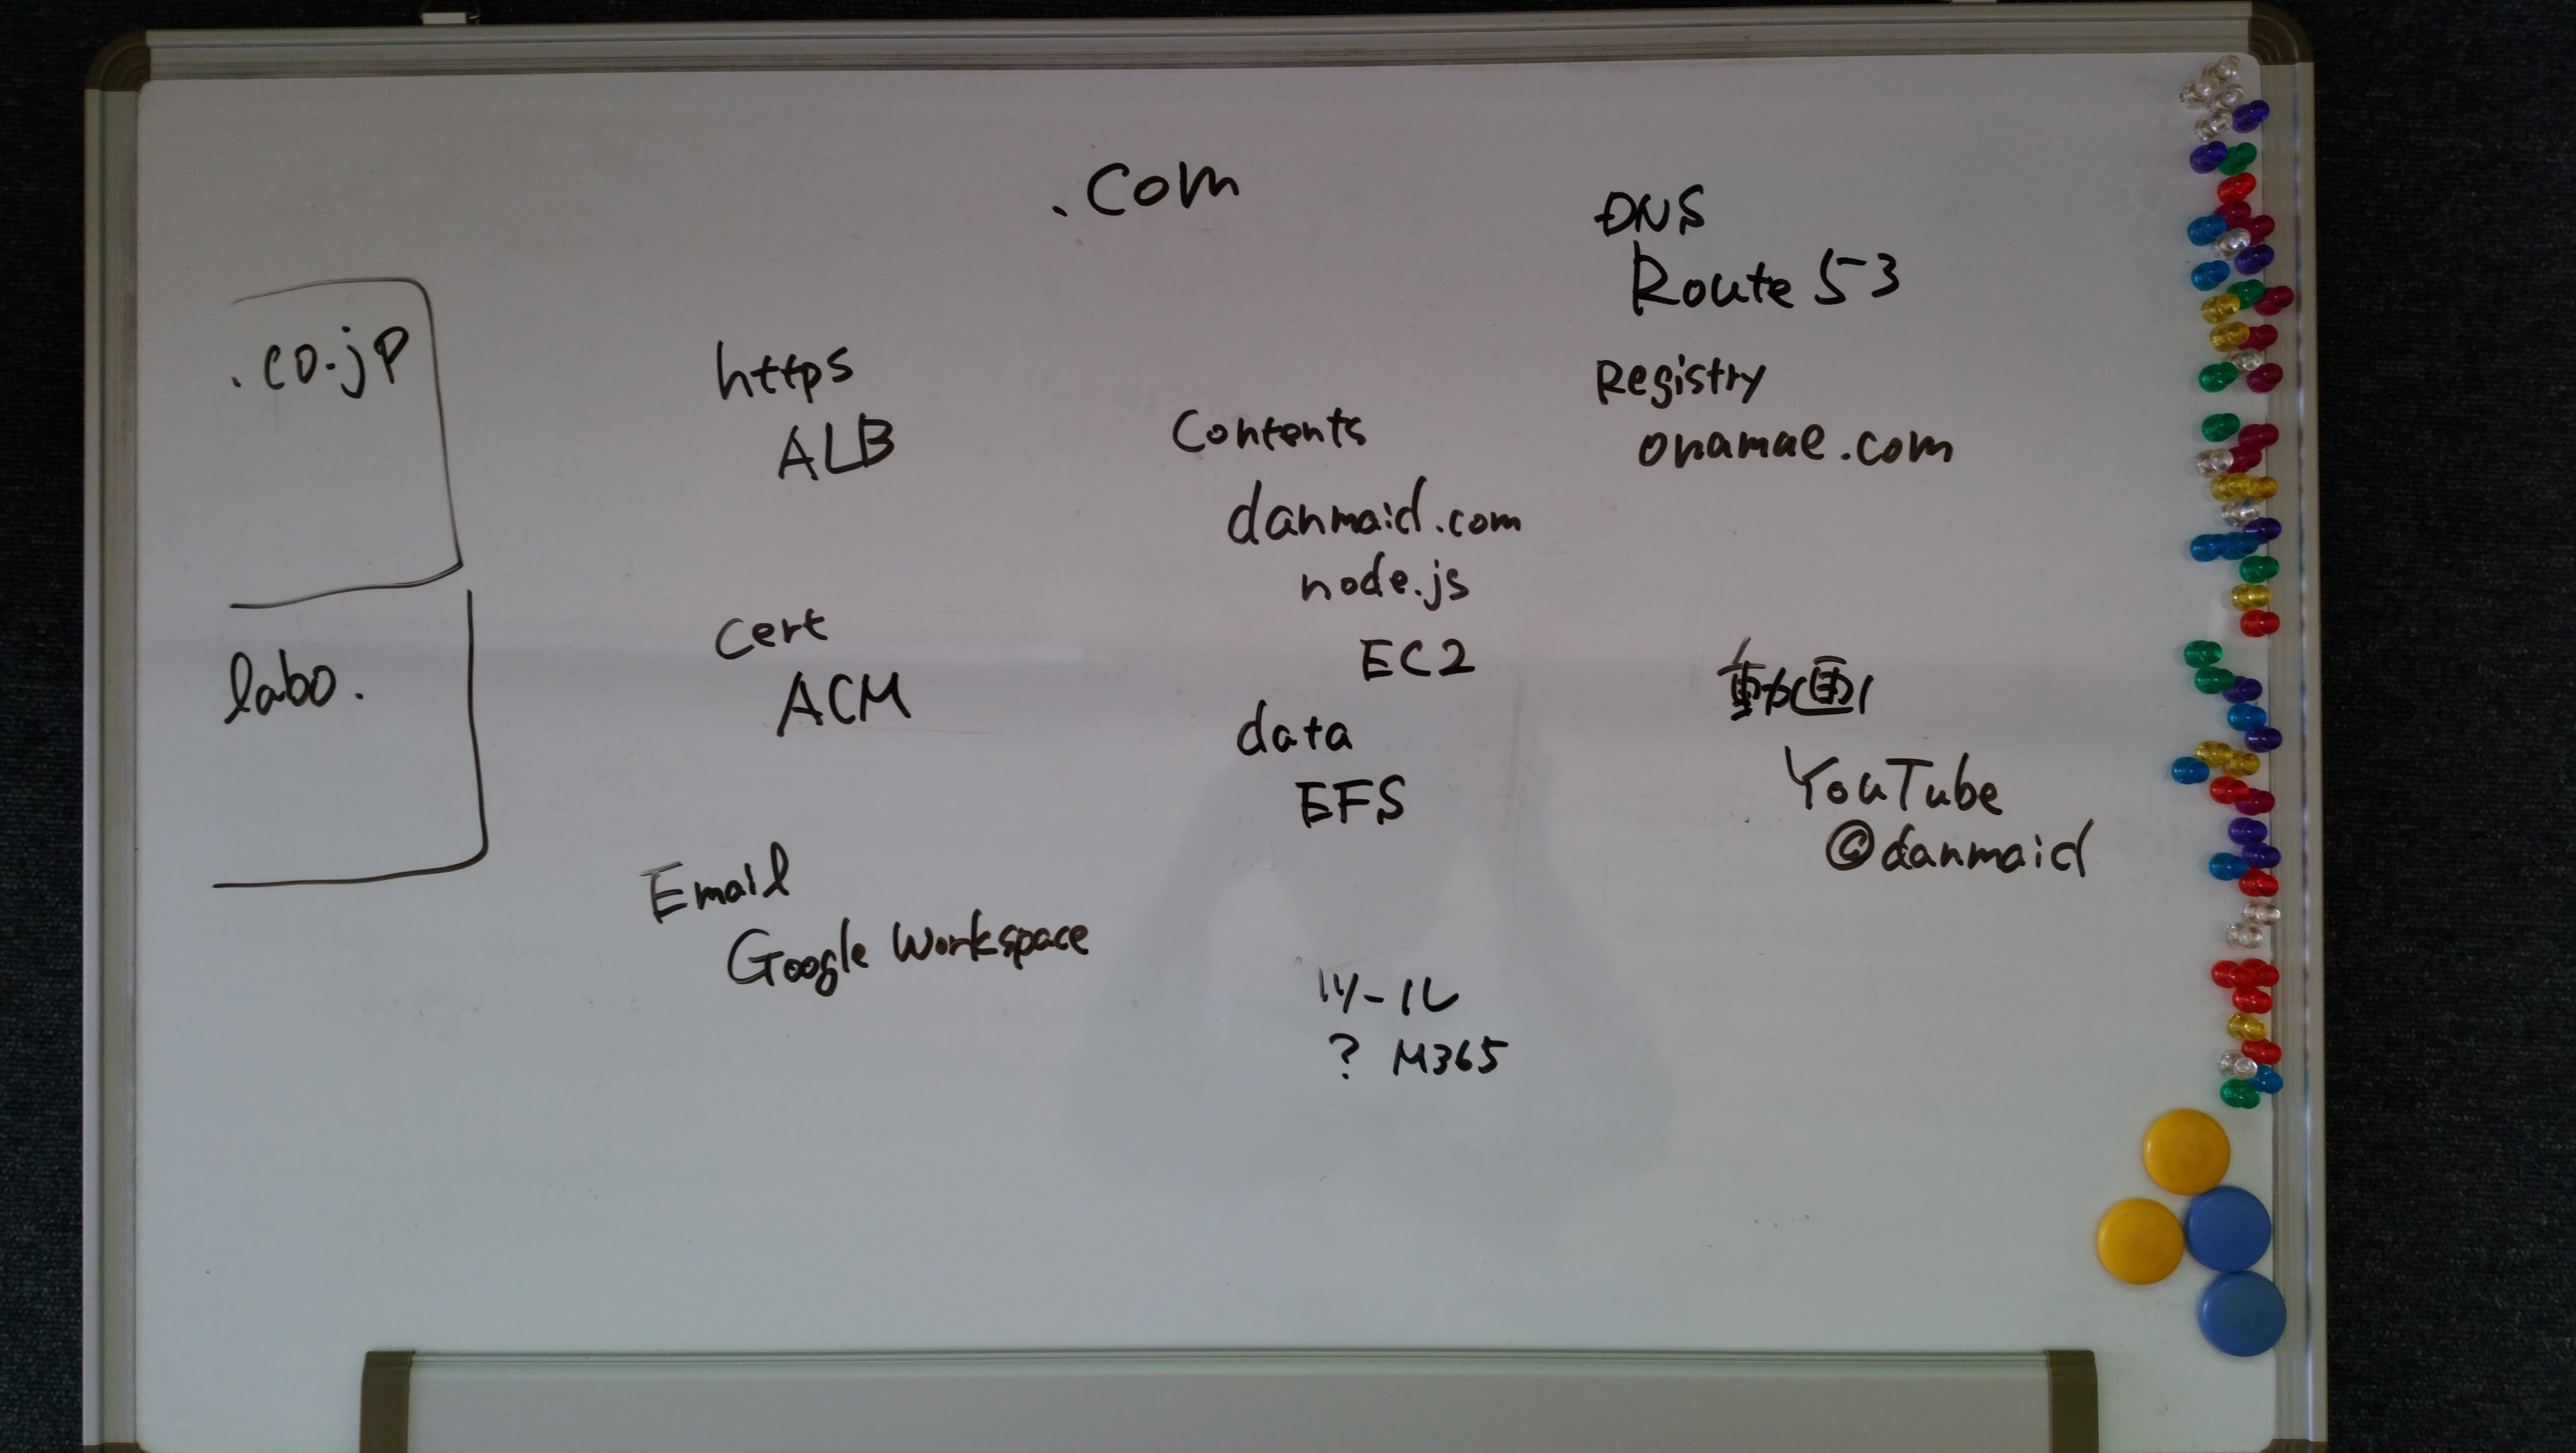 .com
.co.jp
labo.
https
ALB
cert
ACM
Email
Google Workspace
Contents
danmaid.com
node.js
EC2
data
EFS
ツール
? M365
DNS
Route 53
Registry
onamae.com
動画
YouTube
@danmaid